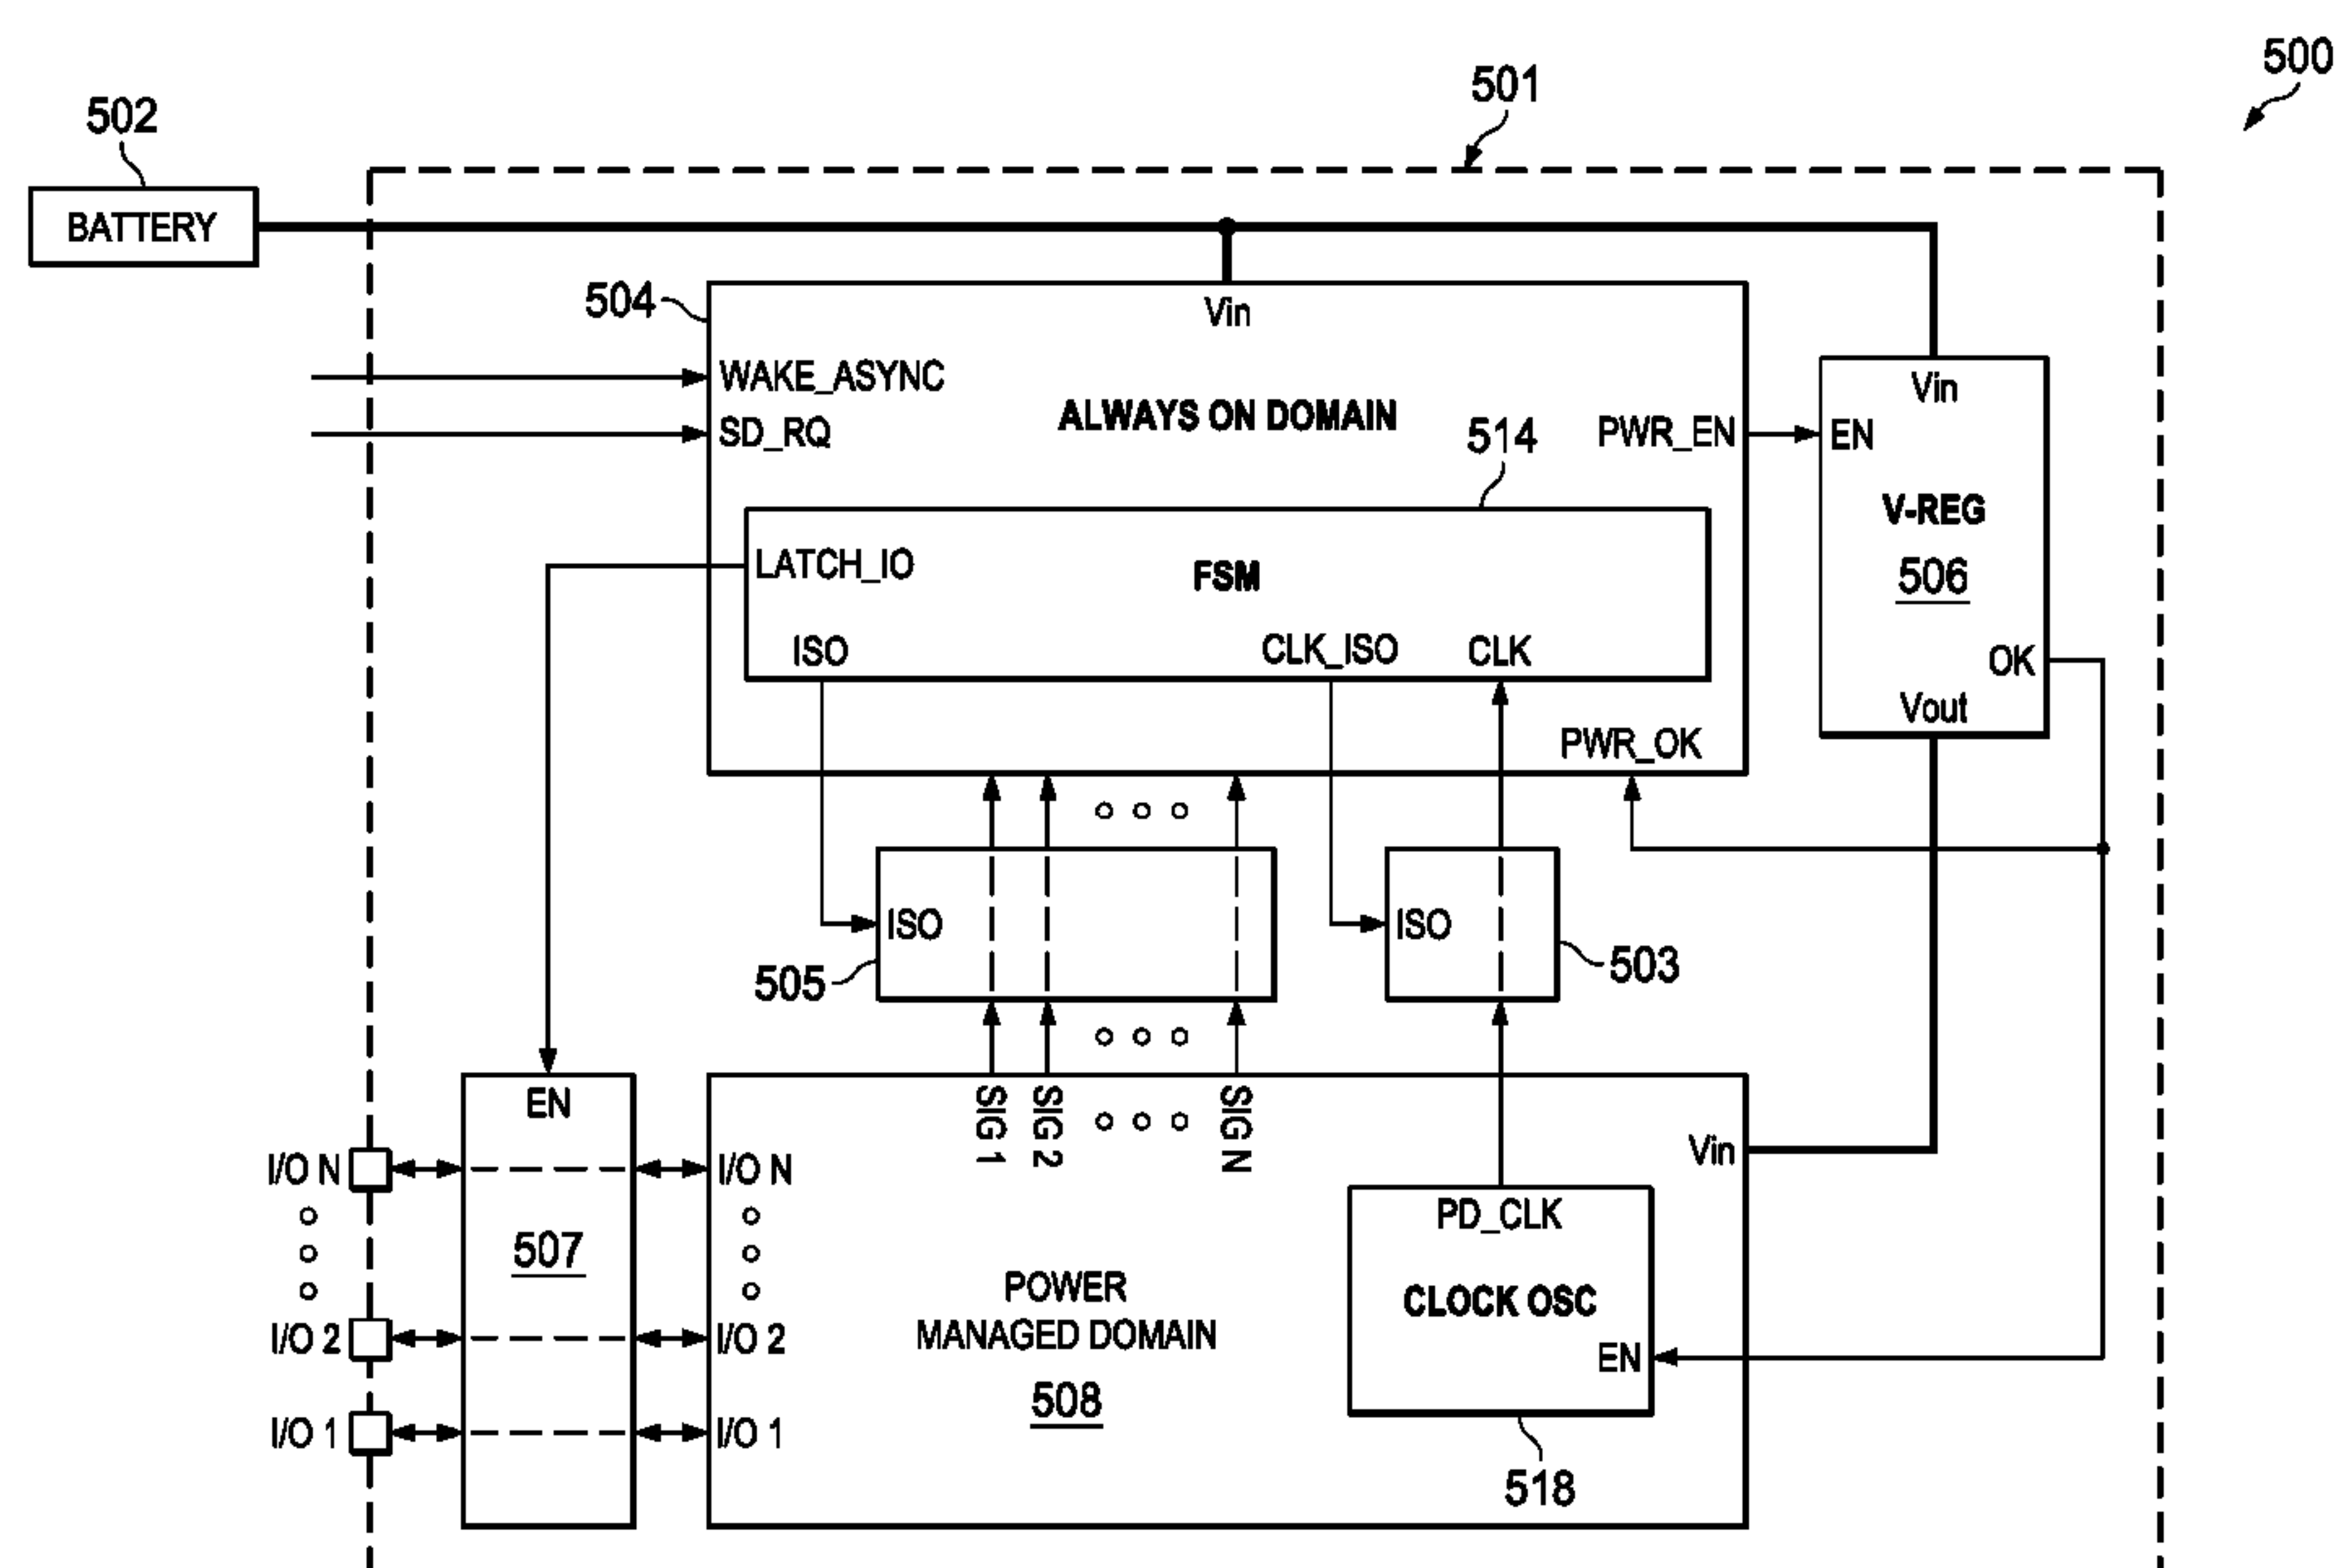 500
501
502
BATTERY
504
Vin
WAKE_ASYNC
ALWAYS ON DOMAIN
SD_RQ
PWR_EN
514
Vin
EN
V-REG
506
OK
Vout
LATCH_IO
FSM
ISO
CLK_ISO
CLK
PWR_OK
ISO
505
ISO
503
EN
SIG 1
SIG 2
SIG N
Vin
I/O N
I/O N
507
PD_CLK
POWER
MANAGED DOMAIN
CLOCK OSC
I/O 2
I/O 2
EN
508
I/O 1
I/O 1
518